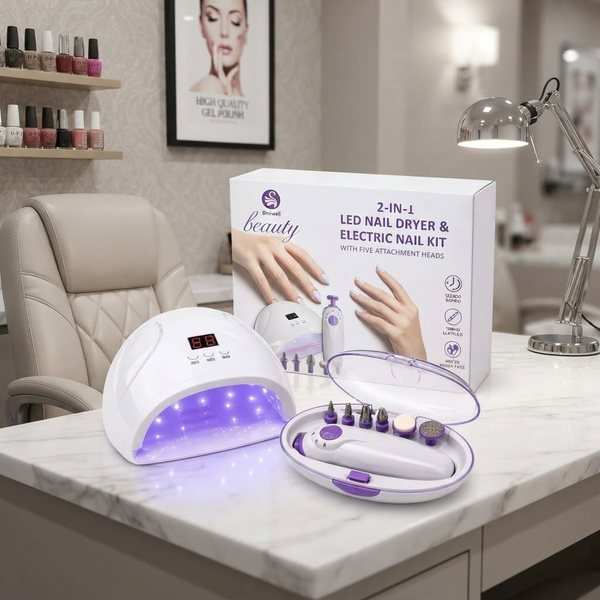 HIGH QUALITY
GEL POLISH
beauty
2-IN-1
LED NAIL DRYER &
ELECTRIC NAIL KIT
WITH FIVE ATTACHMENT HEADS